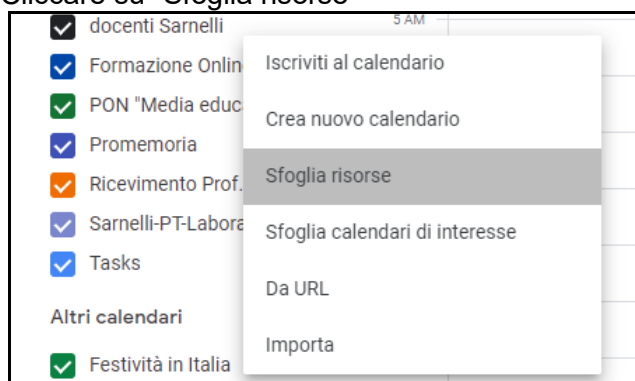 Cliccare su "Sfoglia risorse"
5 AM
docenti Sarnelli
Formazione Onlin
PON "Media educ
Promemoria
Ricevimento Prof.
Sarnelli-PT-Labora
Tasks
Altri calendari
Festività in Italia
Iscriviti al calendario
Crea nuovo calendario
Sfoglia risorse
Sfoglia calendari di interesse
Da URL
Importa